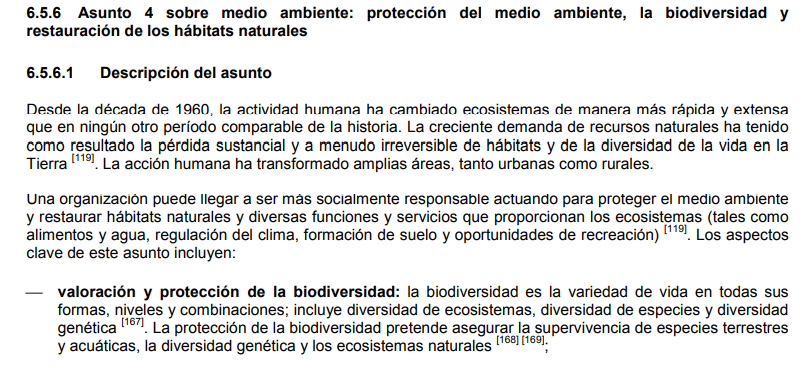 6.5.6 Asunto 4 sobre medio ambiente: protección del medio ambiente, la biodiversidad y
restauración de los hábitats naturales
6.5.6.1 Descripción del asunto
Desde la década de 1960, la actividad humana ha cambiado ecosistemas de manera más rápida y extensa
que en ningún otro período comparable de la historia. La creciente demanda de recursos naturales ha tenido
como resultado la pérdida sustancial y a menudo irreversible de hábitats y de la diversidad de la vida en la
Tierra [119]. La acción humana ha transformado amplias áreas, tanto urbanas como rurales.
Una organización puede llegar a ser más socialmente responsable actuando para proteger el medio ambiente
y restaurar hábitats naturales y diversas funciones y servicios que proporcionan los ecosistemas (tales como
alimentos y agua, regulación del clima, formación de suelo y oportunidades de recreación) [119]. Los aspectos
clave de este asunto incluyen:
— valoración y protección de la biodiversidad: la biodiversidad es la variedad de vida en todas sus
formas, niveles y combinaciones; incluye diversidad de ecosistemas, diversidad de especies y diversidad
genética [167]. La protección de la biodiversidad pretende asegurar la supervivencia de especies terrestres
y acuáticas, la diversidad genética y los ecosistemas naturales [168] [169];